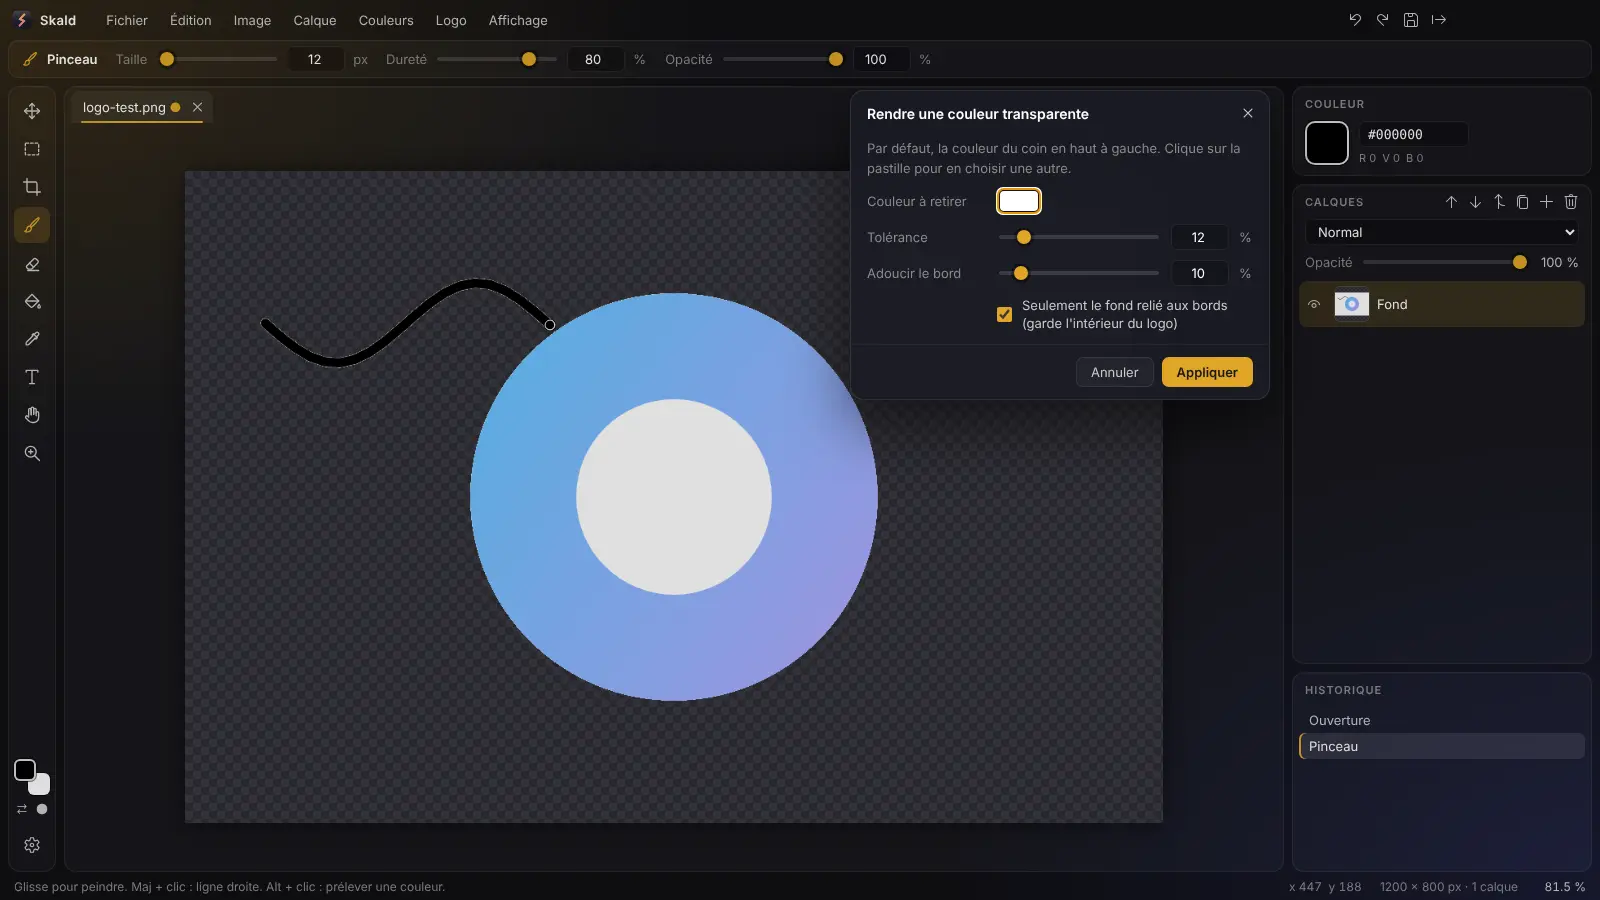 Skald Fichier Édition Image Calque Couleurs Logo Affichage
Pinceau Taille 12 px Dureté 80 % Opacité 100 %
logo-test.png
Rendre une couleur transparente
Par défaut, la couleur du coin en haut à gauche. Clique sur la
pastille pour en choisir une autre.
Couleur à retirer
Tolérance 12 %
Adoucir le bord 10 %
Seulement le fond relié aux bords
(garde l'intérieur du logo)
Annuler Appliquer
COULEUR
#000000
R 0 V 0 B 0
CALQUES
Normal
Opacité 100 %
Fond
HISTORIQUE
Ouverture
Pinceau
Glisse pour peindre. Maj + clic : ligne droite. Alt + clic : prélever une couleur.
x 447 y 188 1200 × 800 px · 1 calque 81.5 %